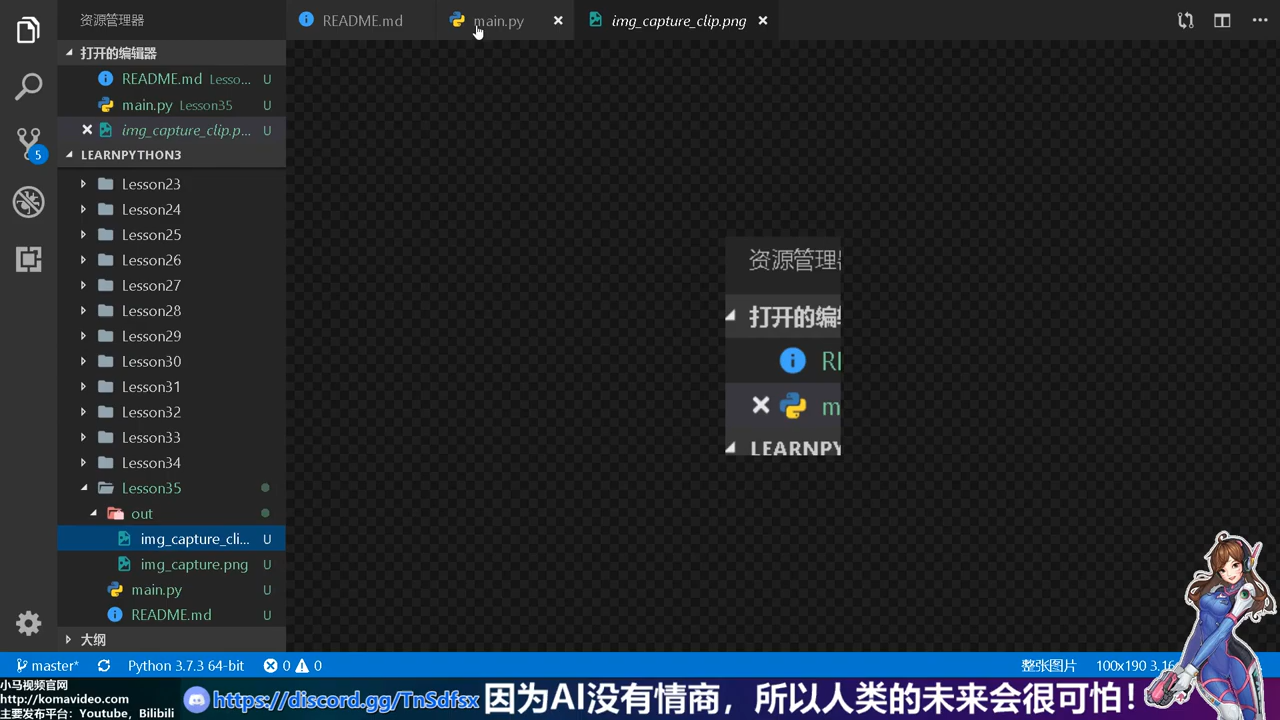 资源管理器
README.md
main.py
img_capture_clip.png
打开的编辑器
README.md Lesso... U
main.py Lesson35 U
img_capture_clip.p... U
5
LEARNPYTHON3
Lesson23
Lesson24
Lesson25
Lesson26
Lesson27
Lesson28
Lesson29
Lesson30
Lesson31
Lesson32
Lesson33
Lesson34
Lesson35
out
img_capture_cli... U
img_capture.png U
main.py U
README.md U
大纲
资源管理器
打开的编
RE
m
LEARNPY
master* Python 3.7.3 64-bit 0 0 整张图片 100x190 3.16
小马视频官网
http://komavideo.com
主要发布平台：Youtube，Bilibili
https://discord.gg/TnSdfsx 因为AI没有情商，所以人类的未来会很可怕！